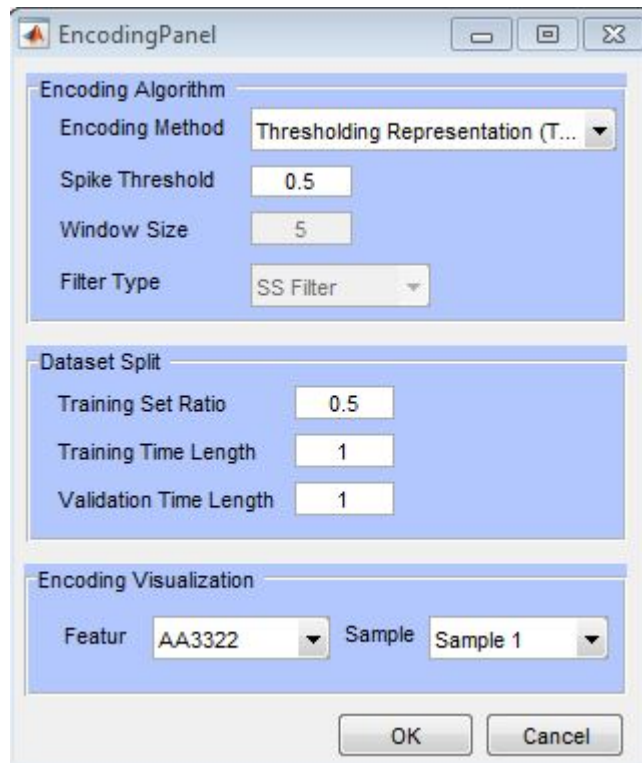 EncodingPanel
Encoding Algorithm
Encoding Method Thresholding Representation (T...
Spike Threshold 0.5
Window Size 5
Filter Type SS Filter
Dataset Split
Training Set Ratio 0.5
Training Time Length 1
Validation Time Length 1
Encoding Visualization
Featur AA3322 Sample Sample 1
OK Cancel